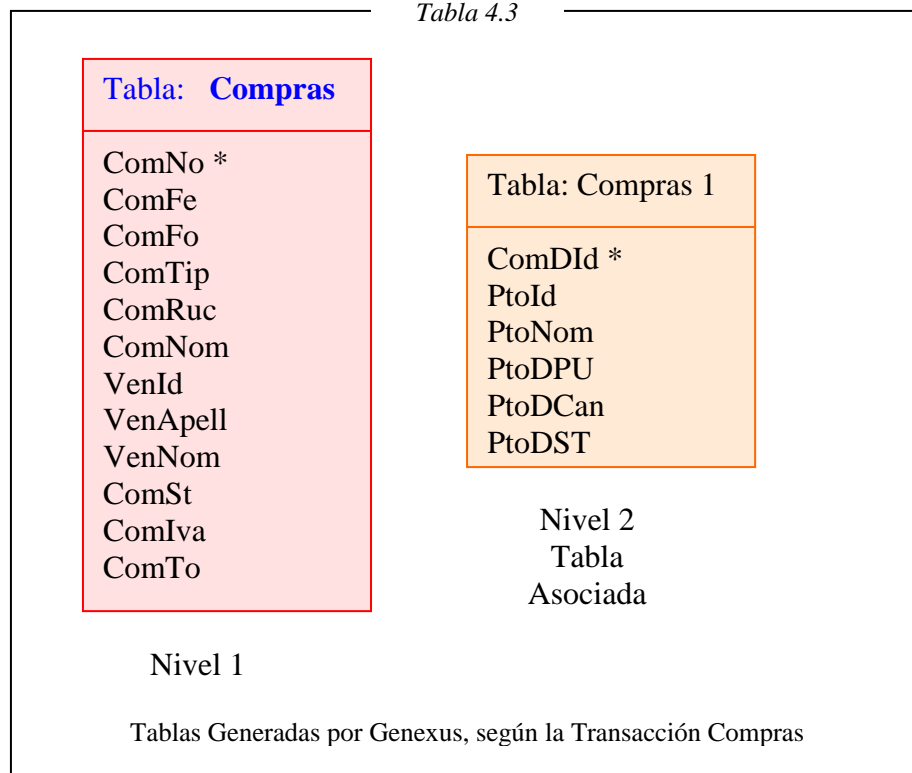 Tabla 4.3
Tabla: Compras
ComNo *
ComFe
ComFo
ComTip
ComRuc
ComNom
VenId
VenApell
VenNom
ComSt
ComIva
ComTo
Nivel 1
Tabla: Compras 1
ComDId *
PtoId
PtoNom
PtoDPU
PtoDCan
PtoDST
Nivel 2
Tabla
Asociada
Tablas Generadas por Genexus, según la Transacción Compras